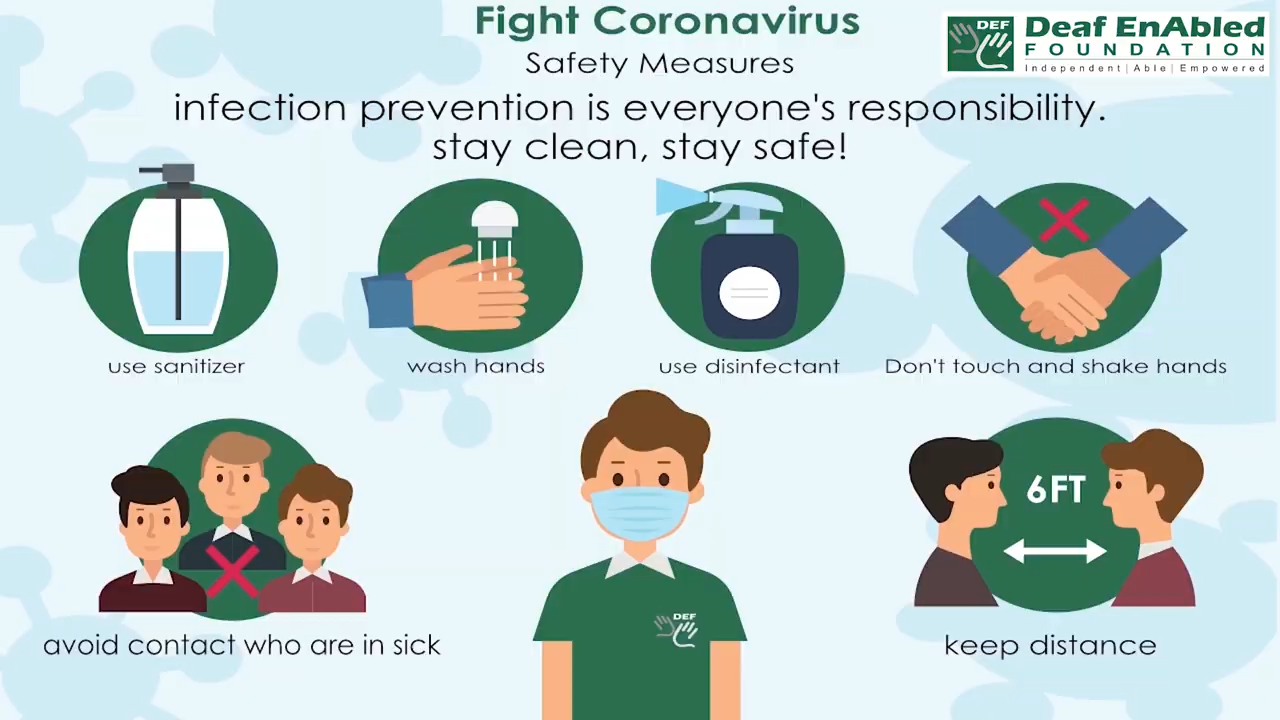 Fight Coronavirus
Safety Measures
DEF
Deaf EnAbled
FOUNDATION
Independent | Able | Empowered
infection prevention is everyone's responsibility.
stay clean, stay safe!
use sanitizer
wash hands
use disinfectant
Don't touch and shake hands
6FT
DEF
avoid contact who are in sick
keep distance